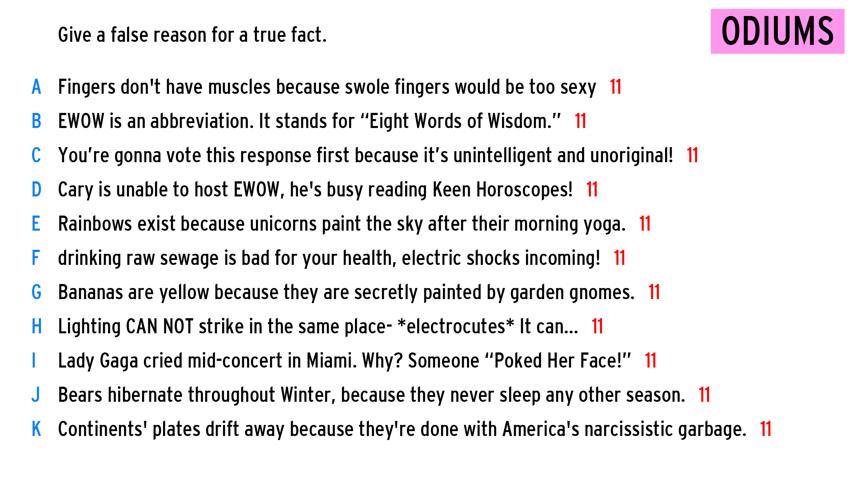 Give a false reason for a true fact.
ODIUMS
A Fingers don't have muscles because swole fingers would be too sexy 11
B EWOW is an abbreviation. It stands for “Eight Words of Wisdom.” 11
C You’re gonna vote this response first because it’s unintelligent and unoriginal! 11
D Cary is unable to host EWOW, he's busy reading Keen Horoscopes! 11
E Rainbows exist because unicorns paint the sky after their morning yoga. 11
F drinking raw sewage is bad for your health, electric shocks incoming! 11
G Bananas are yellow because they are secretly painted by garden gnomes. 11
H Lighting CAN NOT strike in the same place- *electrocutes* It can... 11
I Lady Gaga cried mid-concert in Miami. Why? Someone “Poked Her Face!” 11
J Bears hibernate throughout Winter, because they never sleep any other season. 11
K Continents' plates drift away because they're done with America's narcissistic garbage. 11